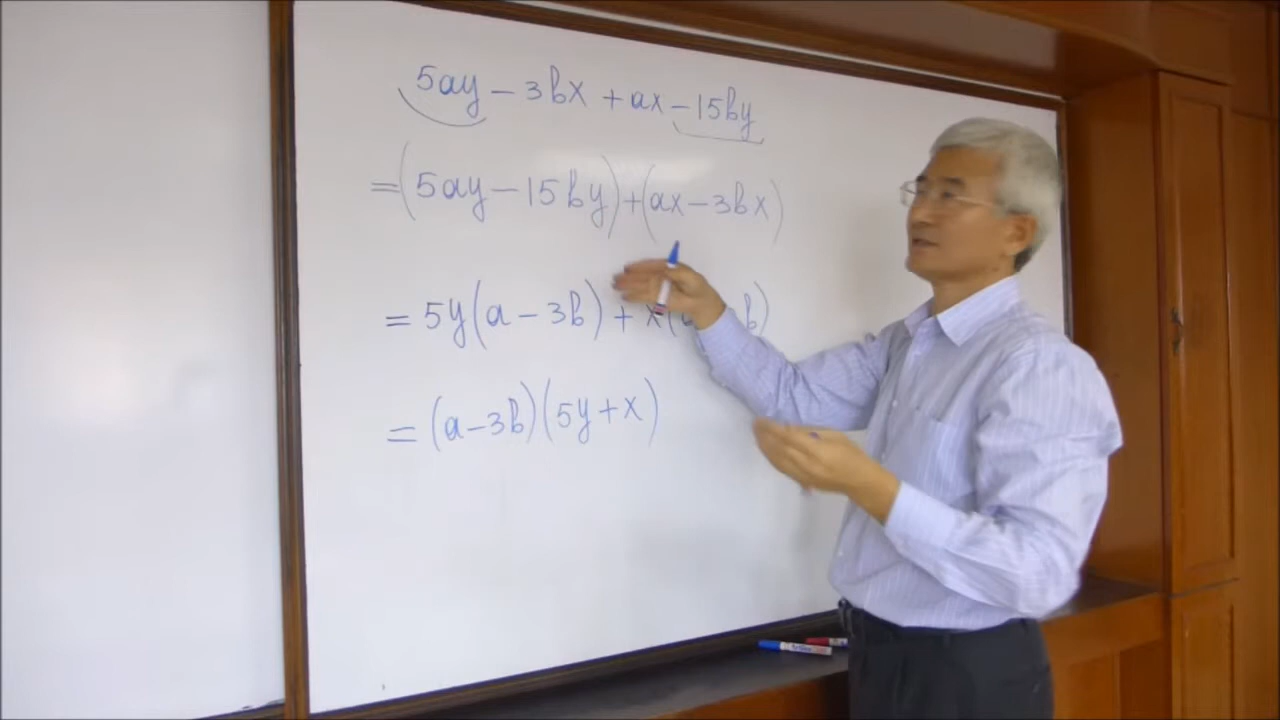 5ay - 3bx + ax - 15by
= (5ay - 15by) + (ax - 3bx)
= 5y(a - 3b) + x( b)
= (a - 3b)(5y + x)